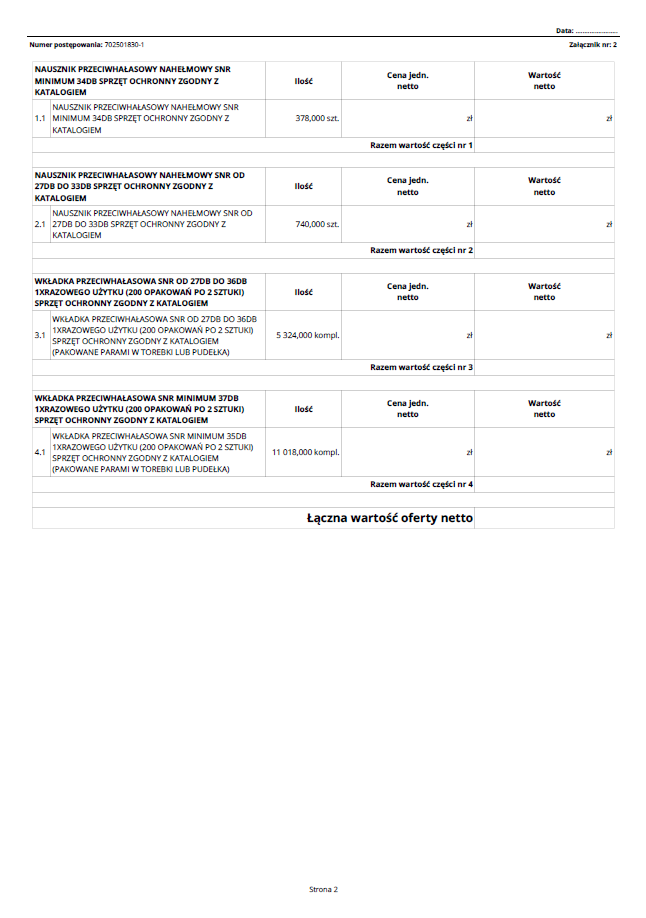 Data: .......................
Numer postępowania: 702501830-1
Załącznik nr: 2
NAUSZNIK PRZECIWHAŁASOWY NAHEŁMOWY SNR
MINIMUM 34DB SPRZĘT OCHRONNY ZGODNY Z
KATALOGIEM
Ilość
Cena jedn.
netto
Wartość
netto
1.1
NAUSZNIK PRZECIWHAŁASOWY NAHEŁMOWY SNR
MINIMUM 34DB SPRZĘT OCHRONNY ZGODNY Z
KATALOGIEM
378,000 szt.
zł
zł
Razem wartość części nr 1
NAUSZNIK PRZECIWHAŁASOWY NAHEŁMOWY SNR OD
27DB DO 33DB SPRZĘT OCHRONNY ZGODNY Z
KATALOGIEM
Ilość
Cena jedn.
netto
Wartość
netto
2.1
NAUSZNIK PRZECIWHAŁASOWY NAHEŁMOWY SNR OD
27DB DO 33DB SPRZĘT OCHRONNY ZGODNY Z
KATALOGIEM
740,000 szt.
zł
zł
Razem wartość części nr 2
WKŁADKA PRZECIWHAŁASOWA SNR OD 27DB DO 36DB
1XRAZOWEGO UŻYTKU (200 OPAKOWAŃ PO 2 SZTUKI)
SPRZĘT OCHRONNY ZGODNY Z KATALOGIEM
Ilość
Cena jedn.
netto
Wartość
netto
3.1
WKŁADKA PRZECIWHAŁASOWA SNR OD 27DB DO 36DB
1XRAZOWEGO UŻYTKU (200 OPAKOWAŃ PO 2 SZTUKI)
SPRZĘT OCHRONNY ZGODNY Z KATALOGIEM
(PAKOWANE PARAMI W TOREBKI LUB PUDEŁKA)
5 324,000 kompl.
zł
zł
Razem wartość części nr 3
WKŁADKA PRZECIWHAŁASOWA SNR MINIMUM 37DB
1XRAZOWEGO UŻYTKU (200 OPAKOWAŃ PO 2 SZTUKI)
SPRZĘT OCHRONNY ZGODNY Z KATALOGIEM
Ilość
Cena jedn.
netto
Wartość
netto
4.1
WKŁADKA PRZECIWHAŁASOWA SNR MINIMUM 35DB
1XRAZOWEGO UŻYTKU (200 OPAKOWAŃ PO 2 SZTUKI)
SPRZĘT OCHRONNY ZGODNY Z KATALOGIEM
(PAKOWANE PARAMI W TOREBKI LUB PUDEŁKA)
11 018,000 kompl.
zł
zł
Razem wartość części nr 4
Łączna wartość oferty netto
Strona 2